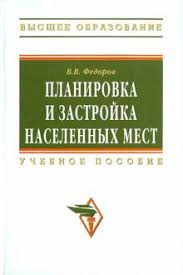 ВЫСШЕЕ ОБРАЗОВАНИЕ
В.В. Федоров
ПЛАНИРОВКА
И ЗАСТРОЙКА
НАСЕЛЕННЫХ МЕСТ
УЧЕБНОЕ ПОСОБИЕ